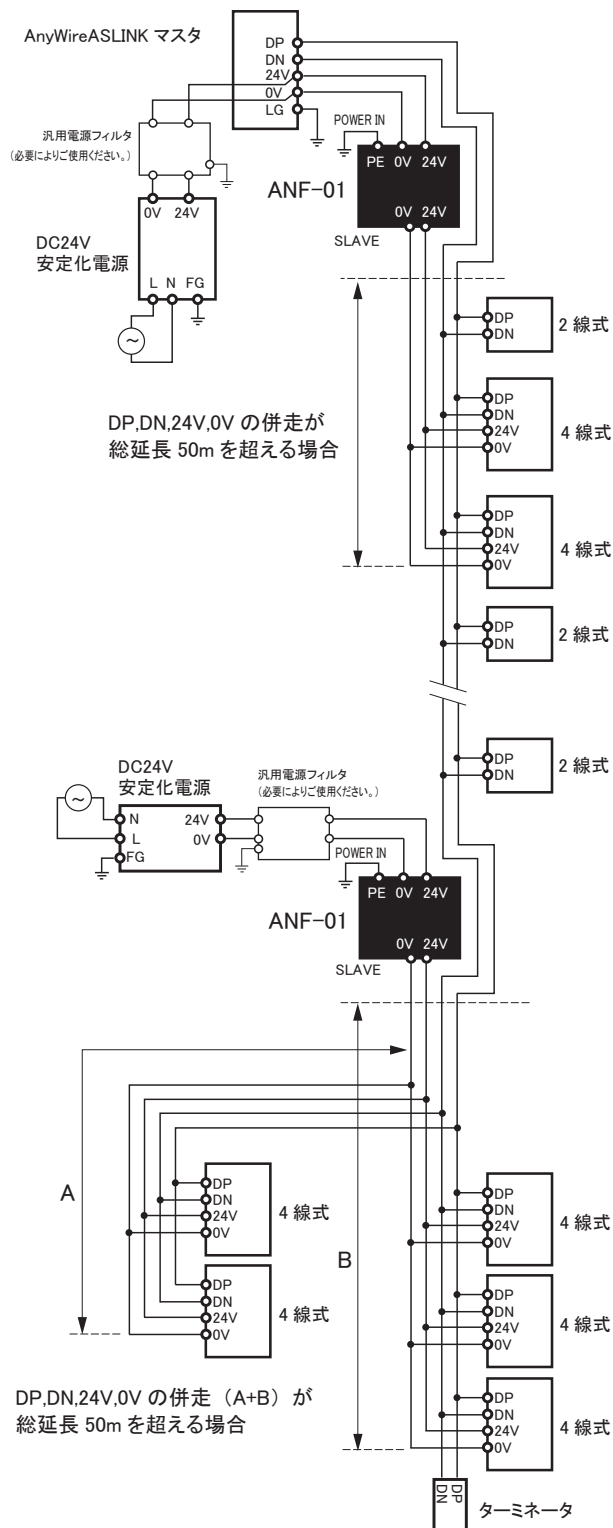 AnyWireASLINK マスタ
DP
DN
24V
0V
LG
汎用電源フィルタ
(必要によりご使用ください。)
POWER IN
PE 0V 24V
ANF-01
0V 24V
SLAVE
0V 24V
DC24V
安定化電源
L N FG
DP
DN
2 線式
DP
DN
24V
0V
4 線式
DP,DN,24V,0V の併走が
総延長 50m を超える場合
DP
DN
24V
0V
4 線式
DP
DN
2 線式
DP
DN
2 線式
DC24V
安定化電源
汎用電源フィルタ
(必要によりご使用ください。)
N
L
FG
24V
0V
POWER IN
PE 0V 24V
ANF-01
0V 24V
SLAVE
A
B
DP
DN
24V
0V
4 線式
DP
DN
24V
0V
4 線式
DP
DN
24V
0V
4 線式
DP
DN
24V
0V
4 線式
DP
DN
24V
0V
4 線式
DP,DN,24V,0V の併走（A+B）が
総延長 50m を超える場合
DN
DP
ターミネータ